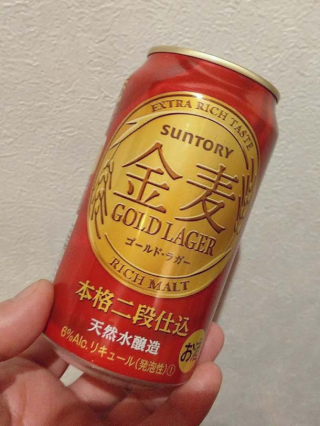 EXTRA RICH TASTE
SUNTORY
金麦
GOLD LAGER
ゴールド・ラガー
RICH MALT
本格二段仕込
天然水醸造
6%Alc. リキュール(発泡性)①
お酒